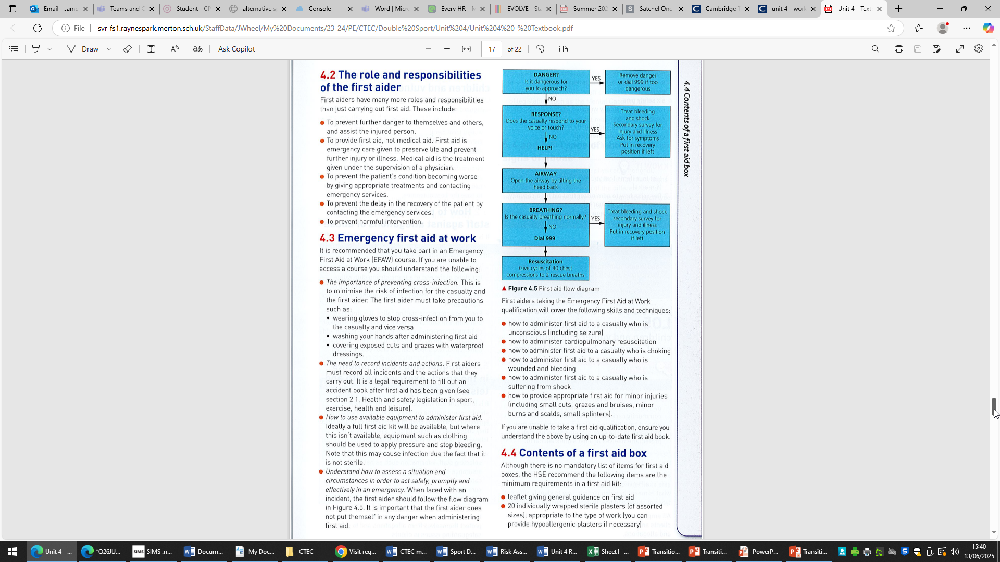 Email - Jame
Teams and C
Student - CP
alternative s
Console
Word | Micro
Every HR - M
EVOLVE - Sta
Summer 202
Satchel One
Cambridge T
unit 4 - work
Unit 4 - Text
File
svr-fs1.raynespark.merton.sch.uk/StaffData/JWheel/My%20Documents/23-24/PE/CTEC/Double%20Sport/Unit%204/Unit%204%20-%20Textbook.pdf
Draw
Ask Copilot
17
of 22
4.2 The role and responsibilities
of the first aider
First aiders have many more roles and responsibilities
than just carrying out first aid. These include:
● To prevent further danger to themselves and others,
and assist the injured person.
● To provide first aid, not medical aid. First aid is
emergency care given to preserve life and prevent
further injury or illness. Medical aid is the treatment
given under the supervision of a physician.
● To prevent the patient's condition becoming worse
by giving appropriate treatments and contacting
emergency services.
● To prevent the delay in the recovery of the patient by
contacting the emergency services.
● To prevent harmful intervention.
4.3 Emergency first aid at work
It is recommended that you take part in an Emergency
First Aid at Work (EFAW) course. If you are unable to
access a course you should understand the following:
● The importance of preventing cross-infection. This is
to minimise the risk of infection for the casualty and
the first aider. The first aider must take precautions
such as:
• wearing gloves to stop cross-infection from you to
the casualty and vice versa
• washing your hands after administering first aid
• covering exposed cuts and grazes with waterproof
dressings.
● The need to record incidents and actions. First aiders
must record all incidents and the actions that they
carry out. It is a legal requirement to fill out an
accident book after first aid has been given (see
section 2.1, Health and safety legislation in sport,
exercise, health and leisure).
● How to use available equipment to administer first aid.
Ideally a full first aid kit will be available, but where
this isn't available, equipment such as clothing
should be used to apply pressure and stop bleeding.
Note that this may cause infection due the fact that it
is not sterile.
● Understand how to assess a situation and
circumstances in order to act safely, promptly and
effectively in an emergency. When faced with an
incident, the first aider should follow the flow diagram
in Figure 4.5. It is important that the first aider does
not put themself in any danger when administering
first aid.
DANGER?
Is it dangerous for
you to approach?
YES
Remove danger
or dial 999 if too
dangerous
NO
RESPONSE?
Does the casualty respond to your
voice or touch?
NO
HELP!
YES
Treat bleeding
and shock
Secondary survey for
injury and illness
Ask for symptoms
Put in recovery
position if left
AIRWAY
Open the airway by tilting the
head back
BREATHING?
Is the casualty breathing normally?
NO
Dial 999
YES
Treat bleeding and shock
secondary survey for
injury and illness
Put in recovery position
if left
Resuscitation
Give cycles of 30 chest
compressions to 2 rescue breaths
▲ Figure 4.5 First aid flow diagram
First aiders taking the Emergency First Aid at Work
qualification will cover the following skills and techniques:
● how to administer first aid to a casualty who is
unconscious (including seizure)
● how to administer cardiopulmonary resuscitation
● how to administer first aid to a casualty who is choking
● how to administer first aid to a casualty who is
wounded and bleeding
● how to administer first aid to a casualty who is
suffering from shock
● how to provide appropriate first aid for minor injuries
(including small cuts, grazes and bruises, minor
burns and scalds, small splinters).
If you are unable to take a first aid qualification, ensure you
understand the above by using an up-to-date first aid book.
4.4 Contents of a first aid box
Although there is no mandatory list of items for first aid
boxes, the HSE recommend the following items are the
minimum requirements in a first aid kit:
● leaflet giving general guidance on first aid
● 20 individually wrapped sterile plasters (of assorted
sizes), appropriate to the type of work (you can
provide hypoallergenic plasters if necessary)
4.4 Contents of a first aid box
Unit 4 - ...
*Q26JU...
SIMS .n...
Docum...
My Doc...
CTEC
Visit req...
CTEC m...
Sport D...
Risk Ass...
Unit 4 R...
Sheet1 -...
Transitio...
Transiti...
PowerP...
Transiti...
15:40
13/06/2025